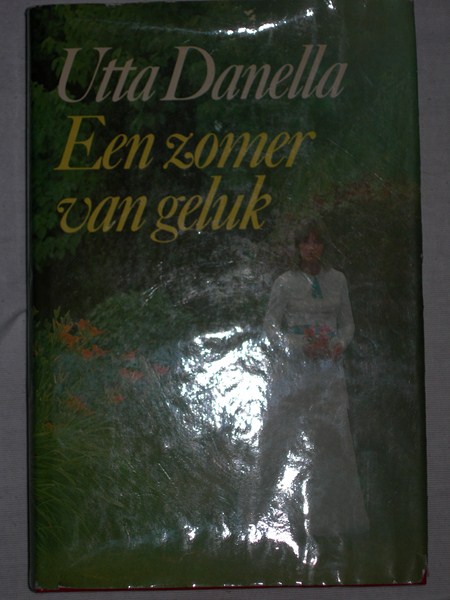 Utta Danella
Een zomer
van geluk